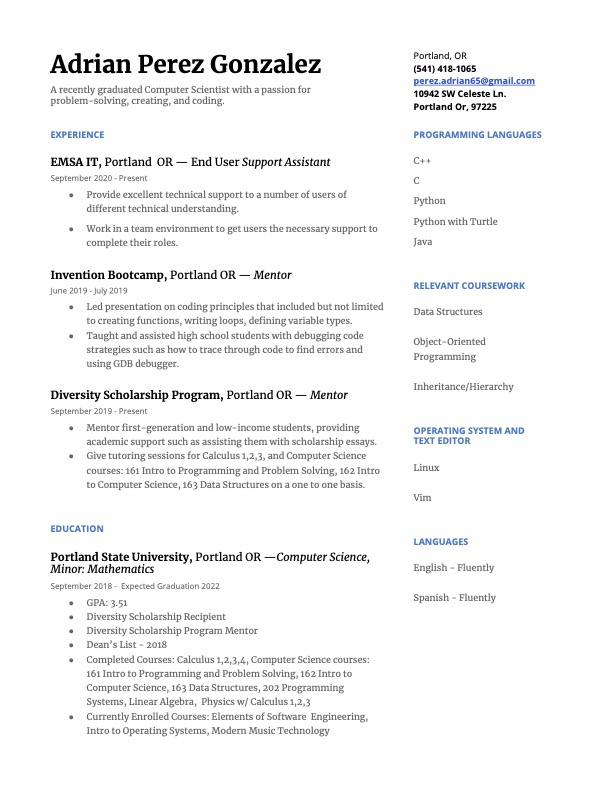 Adrian Perez Gonzalez
A recently graduated Computer Scientist with a passion for
problem-solving, creating, and coding.
Portland, OR
(541) 418-1065
perez.adrian65@gmail.com
10942 SW Celeste Ln.
Portland Or, 97225
EXPERIENCE
EMSA IT, Portland  OR — End User Support Assistant
September 2020 - Present
● Provide excellent technical support to a number of users of
different technical understanding.
● Work in a team environment to get users the necessary support to
complete their roles.
Invention Bootcamp, Portland OR — Mentor
June 2019 - July 2019
● Led presentation on coding principles that included but not limited
to creating functions, writing loops, defining variable types.
● Taught and assisted high school students with debugging code
strategies such as how to trace through code to find errors and
using GDB debugger.
Diversity Scholarship Program, Portland OR — Mentor
September 2019 - Present
● Mentor first-generation and low-income students, providing
academic support such as assisting them with scholarship essays.
● Give tutoring sessions for Calculus 1,2,3, and Computer Science
courses: 161 Intro to Programming and Problem Solving, 162 Intro
to Computer Science, 163 Data Structures on a one to one basis.
EDUCATION
Portland State University, Portland OR —Computer Science,
Minor: Mathematics
September 2018 -  Expected Graduation 2022
● GPA: 3.51
● Diversity Scholarship Recipient
● Diversity Scholarship Program Mentor
● Dean's List - 2018
● Completed Courses: Calculus 1,2,3,4, Computer Science courses:
161 Intro to Programming and Problem Solving, 162 Intro to
Computer Science, 163 Data Structures, 202 Programming
Systems, Linear Algebra,  Physics w/ Calculus 1,2,3
● Currently Enrolled Courses: Elements of Software  Engineering,
Intro to Operating Systems, Modern Music Technology
PROGRAMMING LANGUAGES
C++
C
Python
Python with Turtle
Java
RELEVANT COURSEWORK
Data Structures
Object-Oriented
Programming
Inheritance/Hierarchy
OPERATING SYSTEM AND
TEXT EDITOR
Linux
Vim
LANGUAGES
English - Fluently
Spanish - Fluently